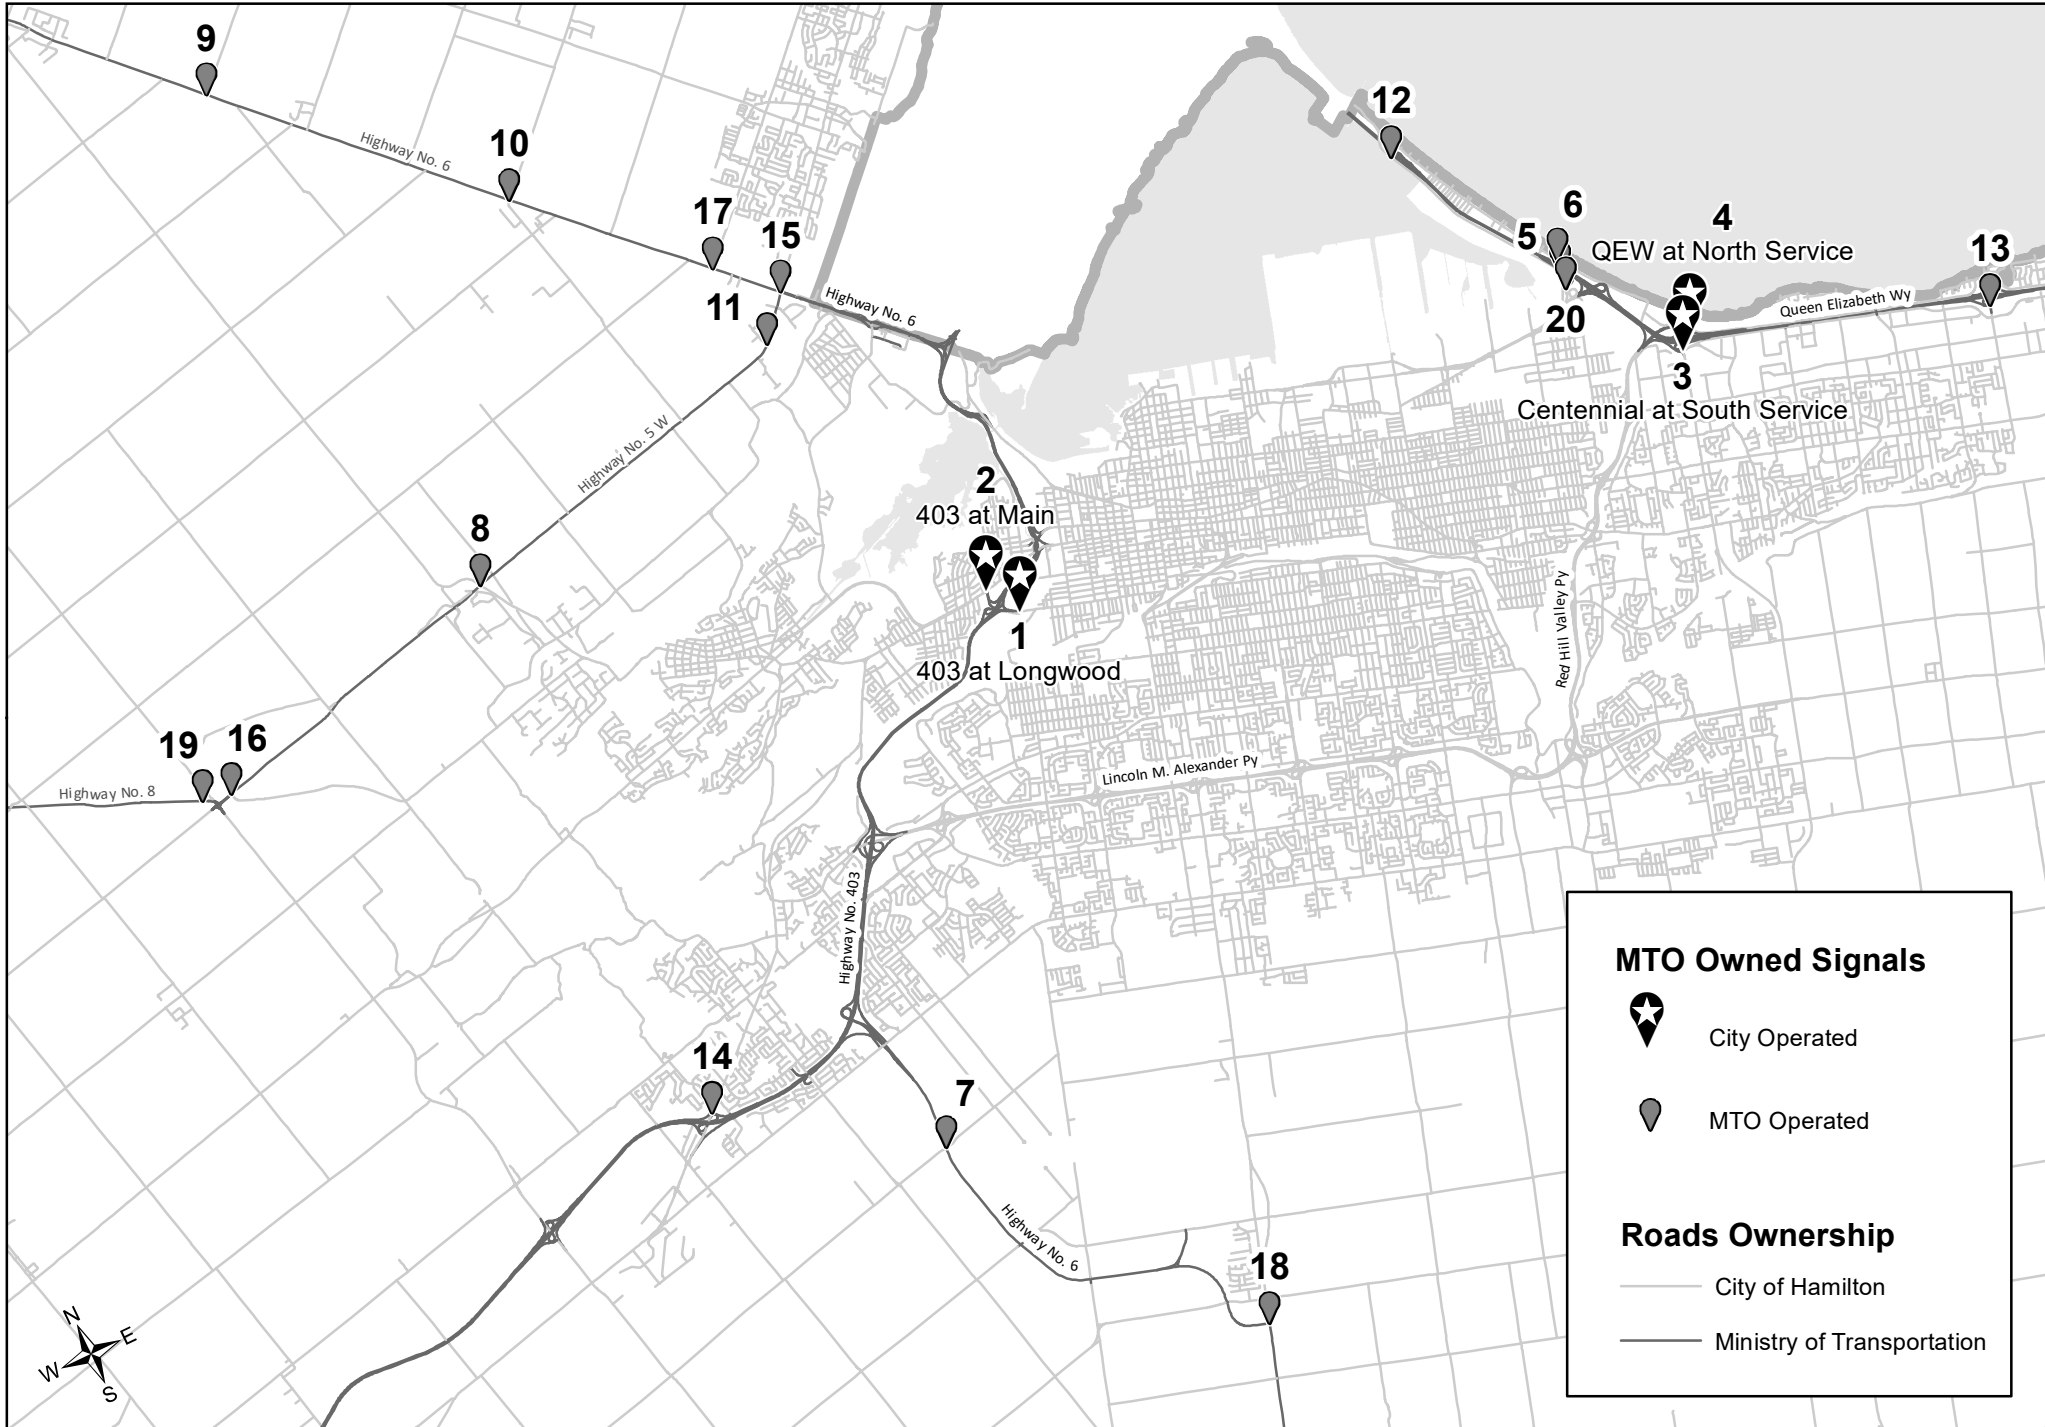 9
12
10
Highway No. 6
17
15
6
4
5
QEW at North Service
13
11
Highway No. 6
Queen Elizabeth Wy
20
3
Centennial at South Service
Highway No. 5 W
2
403 at Main
8
1
403 at Longwood
Red Hill Valley Py
19
16
Highway No. 8
Lincoln M. Alexander Py
Highway No. 403
14
7
Highway No. 6
18
MTO Owned Signals
City Operated
MTO Operated
Roads Ownership
City of Hamilton
Ministry of Transportation
N
E
W
S